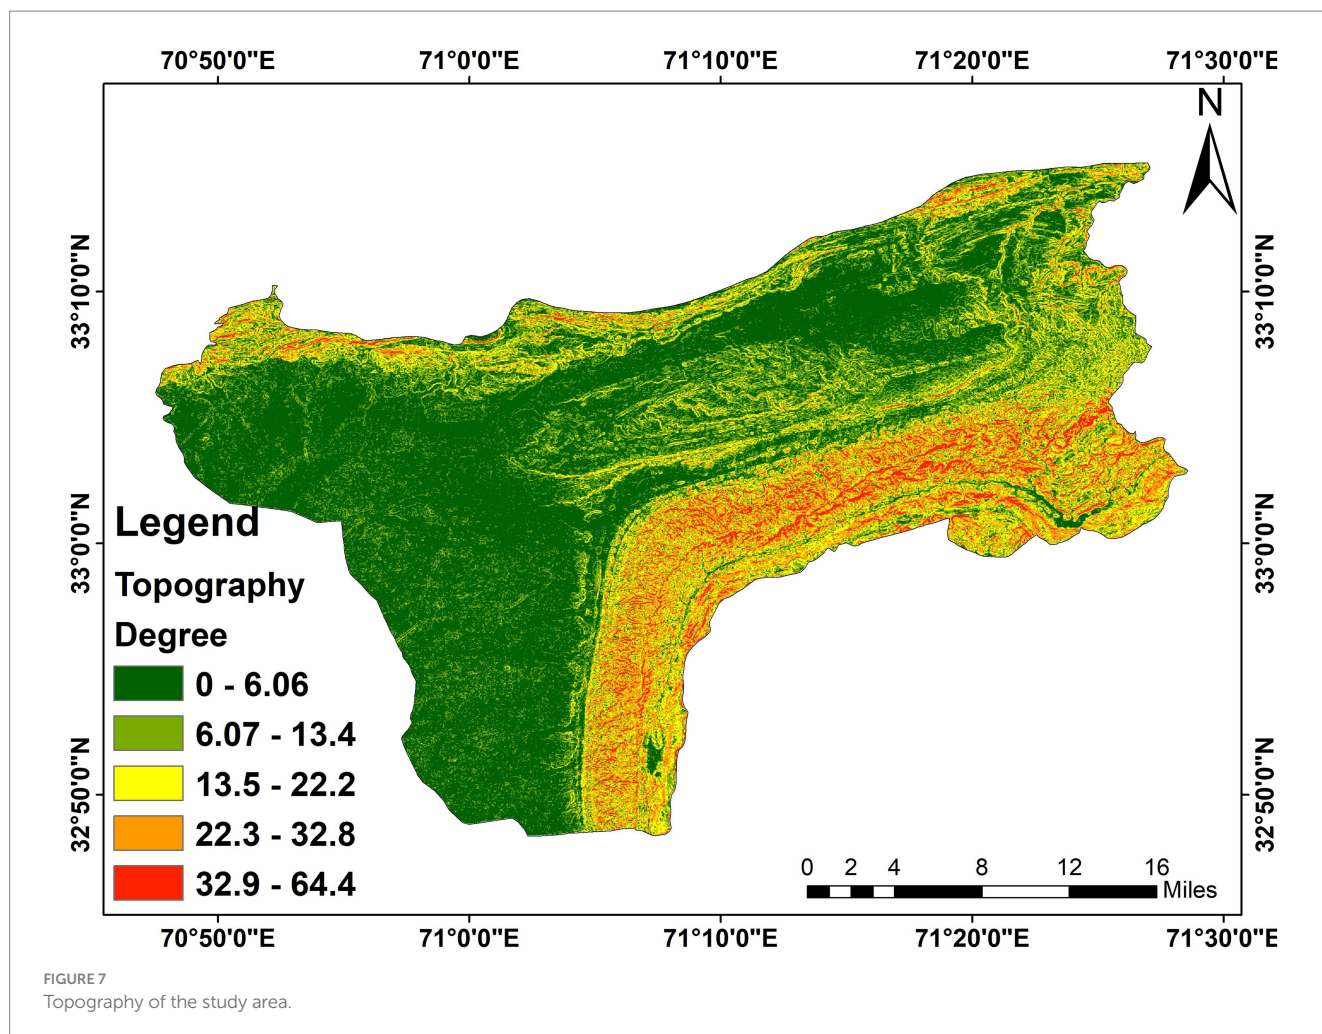 70°50'0"E 71°0'0"E 71°10'0"E 71°20'0"E 71°30'0"E
N
33°10'0"N 33°10'0"N
33°0'0"N 33°0'0"N
Legend
Topography
Degree
0 - 6.06
6.07 - 13.4
13.5 - 22.2
22.3 - 32.8
32.9 - 64.4
32°50'0"N 32°50'0"N
0 2 4 8 12 16
Miles
70°50'0"E 71°0'0"E 71°10'0"E 71°20'0"E 71°30'0"E
FIGURE 7
Topography of the study area.